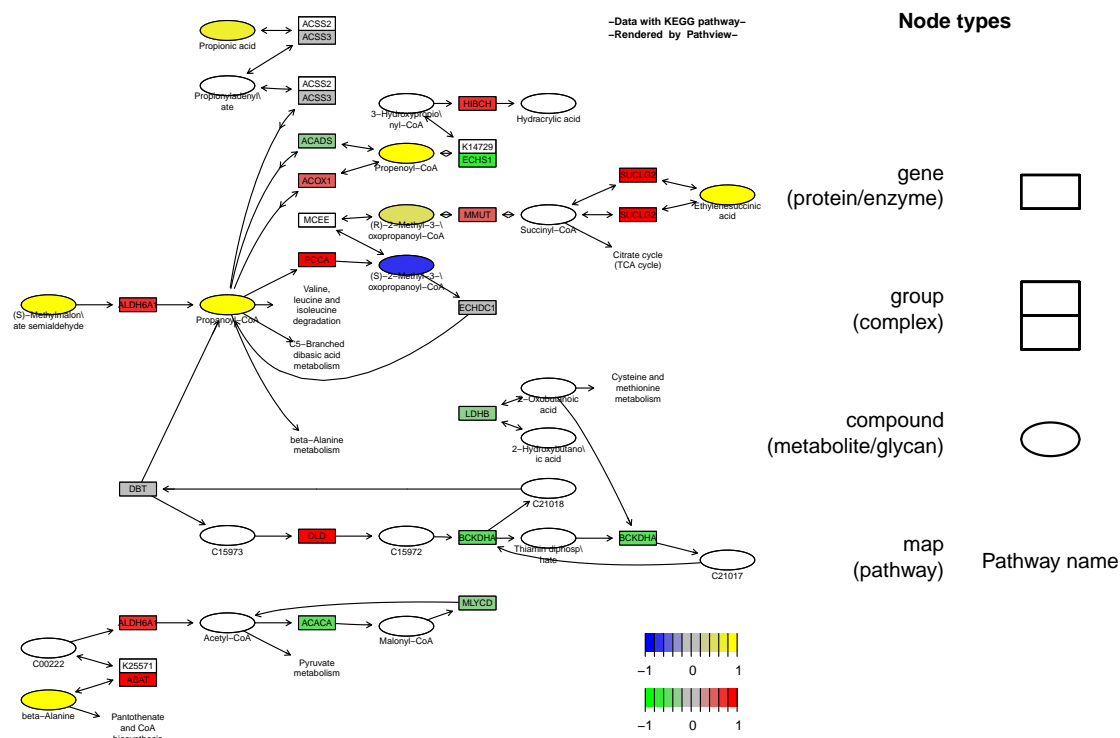 −Data with KEGG pathway−
−Rendered by Pathview−
Node types
ACSS2
ACSS3
Propionic acid
ACSS2
ACSS3
Propionyladenyl\
ate
3−Hydroxypropio\
nyl−CoA
HIBCH
Hydracrylic acid
ACADS
Propenoyl−CoA
K14729
ECHS1
ACOX1
SUCLG2
Ethylenesuccinic
acid
gene
(protein/enzyme)
MCEE
(R)−2−Methyl−3−\
oxopropanoyl−CoA
MMUT
Succinyl−CoA
SUCLG2
Citrate cycle
(TCA cycle)
PCCA
(S)−2−Methyl−3−\
oxopropanoyl−CoA
(S)−Methylmalon\
ate semialdehyde
ALDH6A1
Propanoyl−CoA
Valine,
leucine and
isoleucine
degradation
ECHDC1
group
(complex)
C5−Branched
dibasic acid
metabolism
Cysteine and
methionine
metabolism
2−Oxobutanoic
acid
LDHB
2−Hydroxybutano\
ic acid
beta−Alanine
metabolism
compound
(metabolite/glycan)
DBT
C21018
C15973
DLD
C15972
BCKDHA
Thiamin diphosp\
hate
BCKDHA
C21017
map
(pathway)
Pathway name
MLYCD
ALDH6A1
Acetyl−CoA
ACACA
Malonyl−CoA
C00222
Pyruvate
metabolism
K25571
ABAT
beta−Alanine
Pantothenate
and CoA
biosynthesis
−1 0 1
−1 0 1